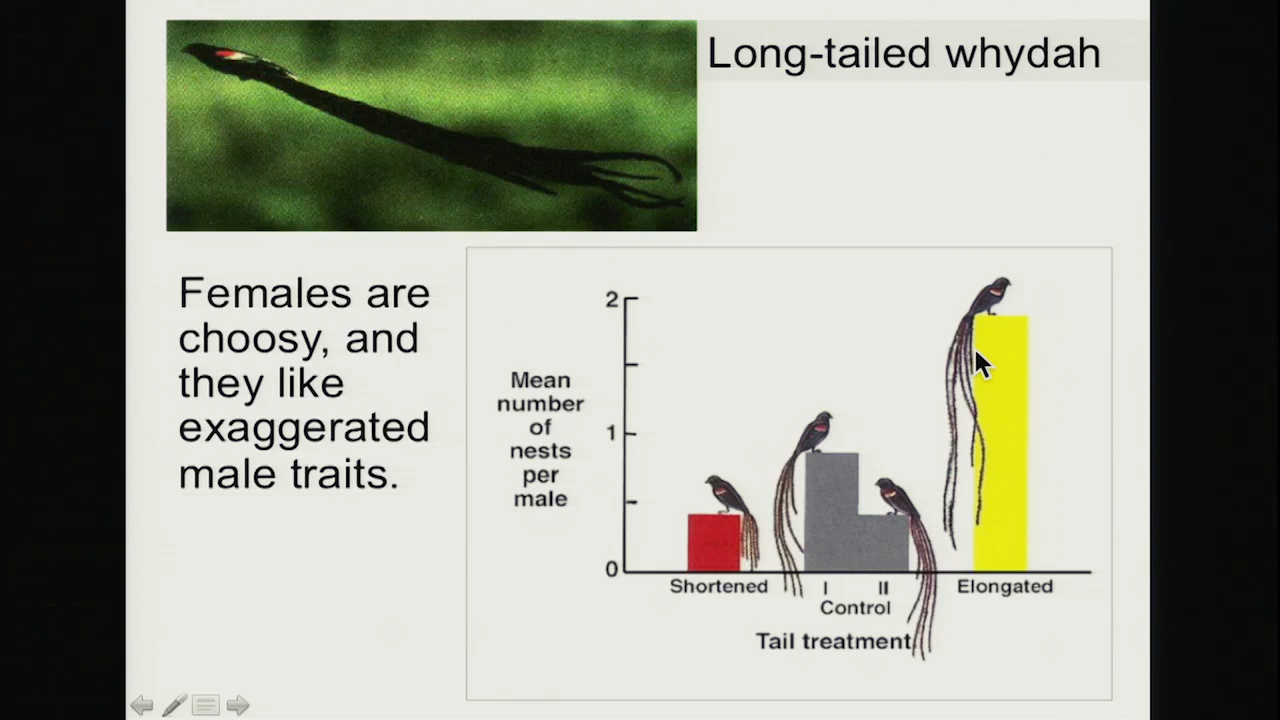 Long-tailed whydah
Females are
choosy, and
they like
exaggerated
male traits.
Mean
number
of
nests
per
male
2
1
0
Shortened
I
II
Elongated
Control
Tail treatment